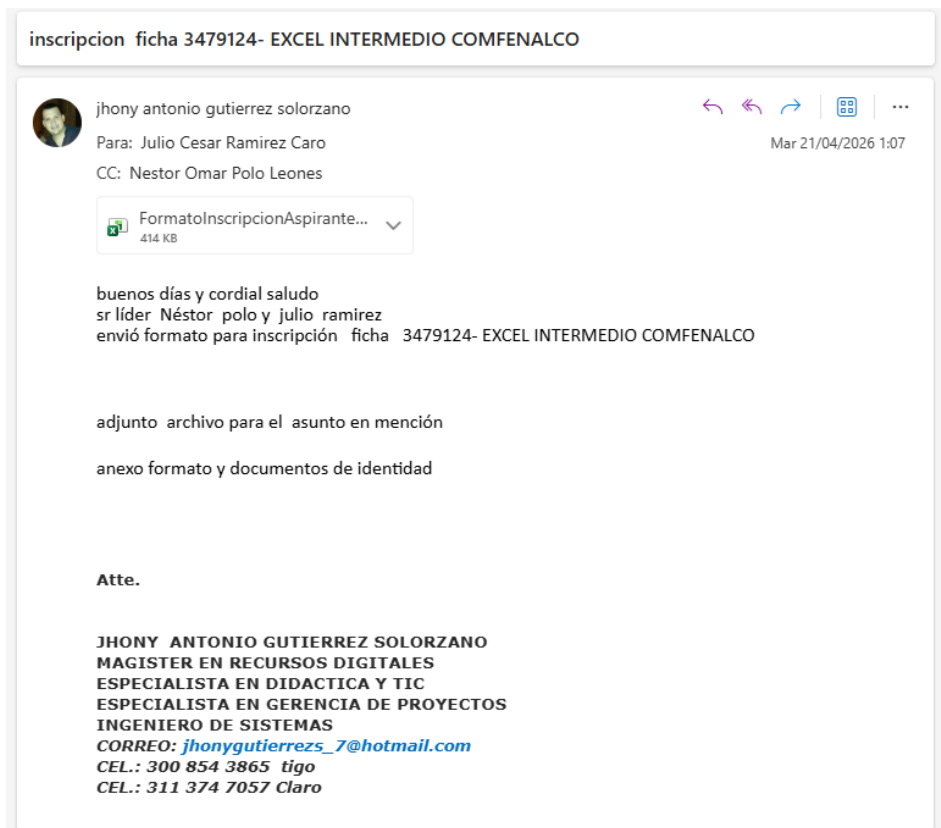 inscripcion ficha 3479124- EXCEL INTERMEDIO COMFENALCO
jhony antonio gutierrez solorzano
Para: Julio Cesar Ramirez Caro
Mar 21/04/2026 1:07
CC: Nestor Omar Polo Leones
FormatoInscripcionAspirante...
414 KB
buenos días y cordial saludo
sr líder Néstor polo y julio ramirez
envió formato para inscripción ficha 3479124- EXCEL INTERMEDIO COMFENALCO
adjunto archivo para el asunto en mención
anexo formato y documentos de identidad
Atte.
JHONY ANTONIO GUTIERREZ SOLORZANO
MAGISTER EN RECURSOS DIGITALES
ESPECIALISTA EN DIDACTICA Y TIC
ESPECIALISTA EN GERENCIA DE PROYECTOS
INGENIERO DE SISTEMAS
CORREO: jhonygutierrezs_7@hotmail.com
CEL.: 300 854 3865 tigo
CEL.: 311 374 7057 Claro